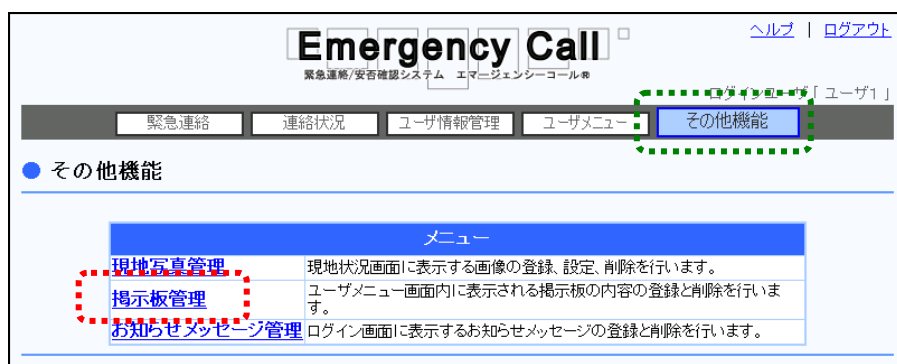 ヘルプ | ログアウト
Emergency Call
緊急連絡/安否確認システム エマージェンシーコール®
ログインユーザ「 ユーザ1 」
緊急連絡 連絡状況 ユーザ情報管理 ユーザメニュー その他機能
その他機能
メニュー
現地写真管理 現地状況画面に表示する画像の登録、設定、削除を行います。
掲示板管理 ユーザメニュー画面内に表示される掲示板の内容の登録と削除を行いま
す。
お知らせメッセージ管理 ログイン画面に表示するお知らせメッセージの登録と削除を行います。